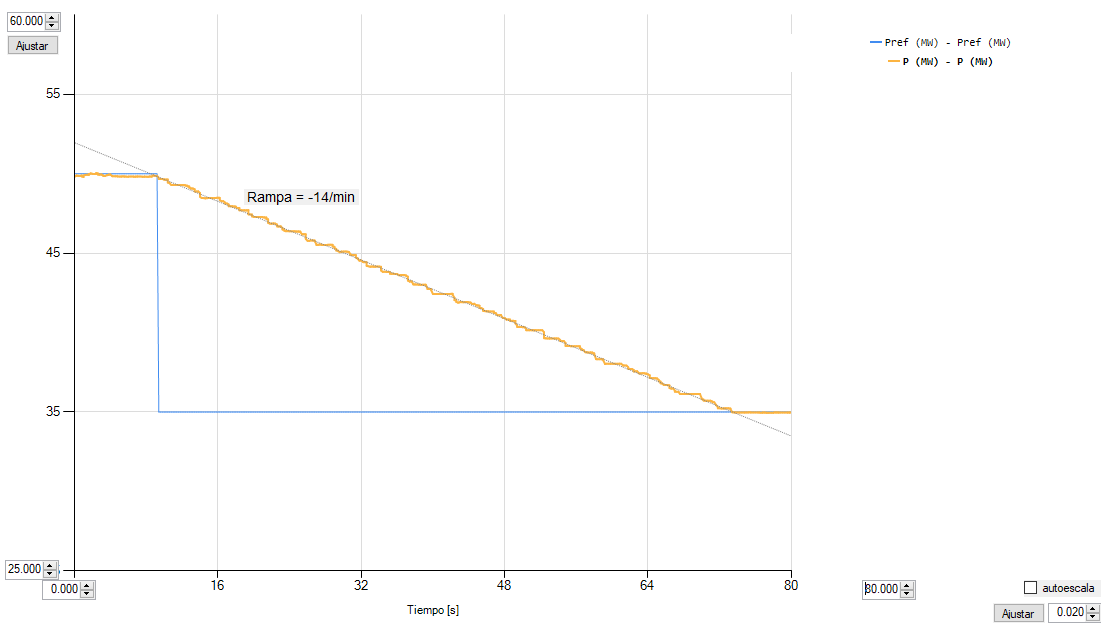 60.000
Ajustar
Pref (MW) - Pref (MW)
P (MW) - P (MW)
55
Rampa = -14/min
45
35
25.000
0.000
16
32
48
64
80
80.000
autoescala
Tiempo [s]
Ajustar
0.020